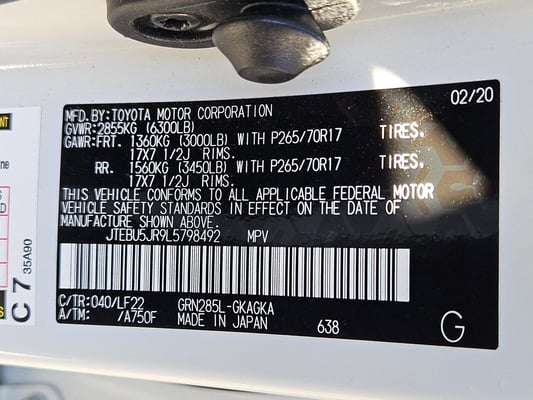 MFD.BY:TOYOTA MOTOR CORPORATION 02/20
GVWR:2855KG (6300LB)
GAWR:FRT. 1360KG (3000LB) WITH P265/70R17 TIRES.
17X7 1/2J RIMS.
RR. 1560KG (3450LB) WITH P265/70R17 TIRES.
17X7 1/2J RIMS.
THIS VEHICLE CONFORMS TO ALL APPLICABLE FEDERAL MOTOR
VEHICLE SAFETY STANDARDS IN EFFECT ON THE DATE OF
MANUFACTURE SHOWN ABOVE.
JTEBU5JR9L5798492 MPV
C/TR:040/LF22 GRN285L-GKAGKA
A/TM: /A750F MADE IN JAPAN 638 G
C 7 35A90